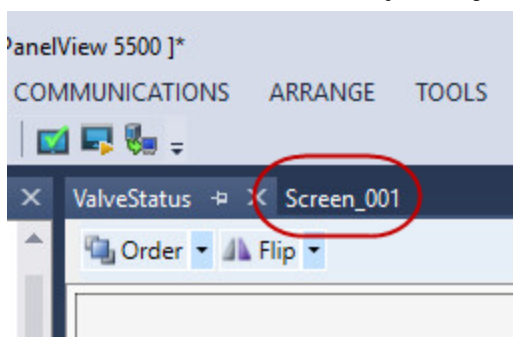 PanelView 5500 ]*
COMMUNICATIONS ARRANGE TOOLS
ValveStatus Screen_001
Order Flip